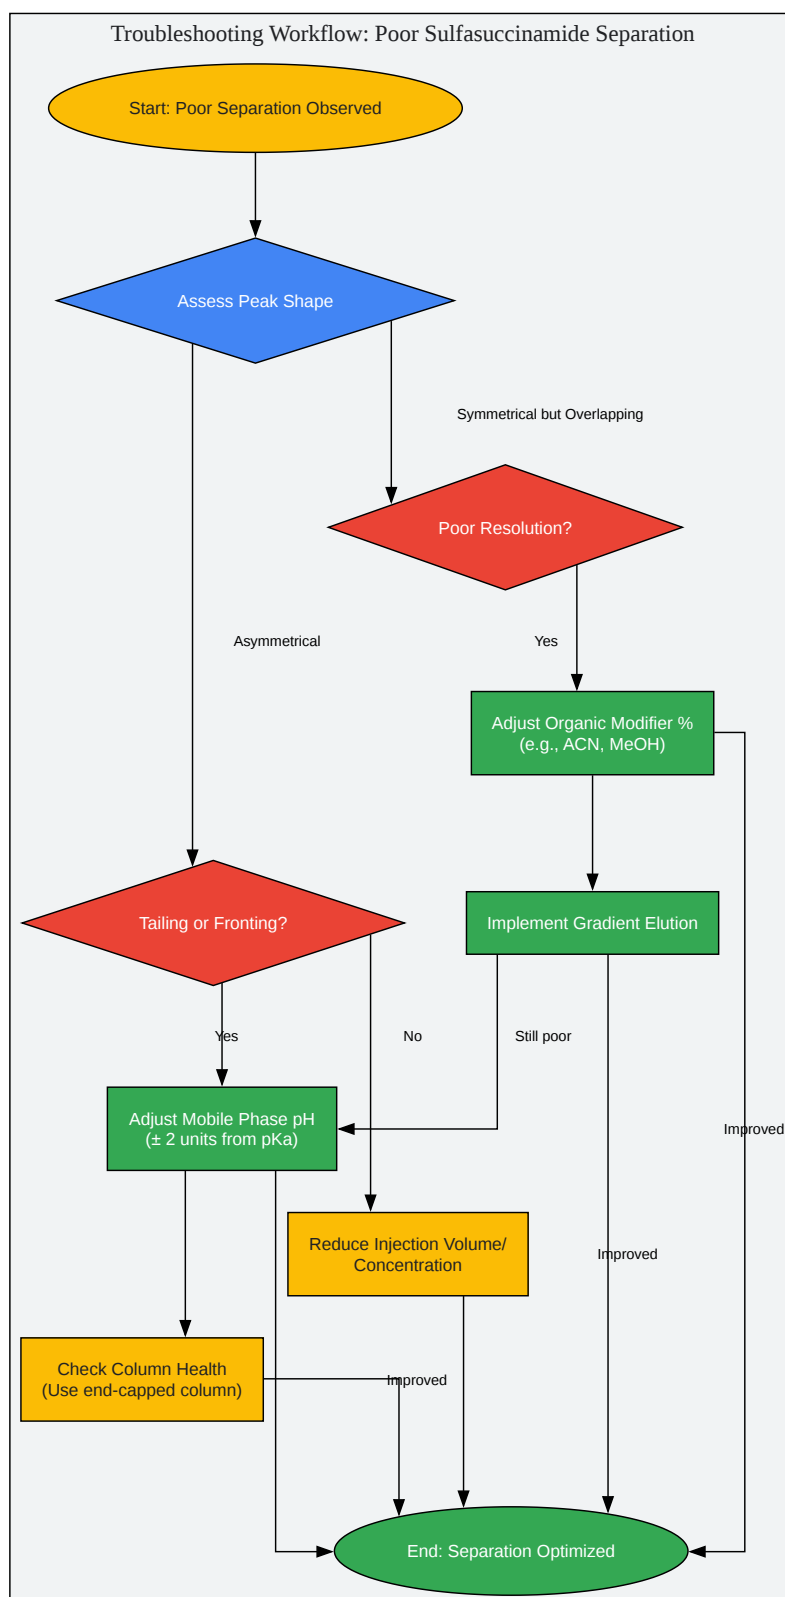 Troubleshooting Workflow: Poor Sulfasuccinamide Separation
Start: Poor Separation Observed
Assess Peak Shape
Symmetrical but Overlapping
Poor Resolution?
Asymmetrical
Yes
Adjust Organic Modifier %
(e.g., ACN, MeOH)
Tailing or Fronting?
Implement Gradient Elution
Yes
No
Still poor
Adjust Mobile Phase pH
(± 2 units from pKa)
Improved
Reduce Injection Volume/
Concentration
Improved
Check Column Health
(Use end-capped column)
Improved
End: Separation Optimized